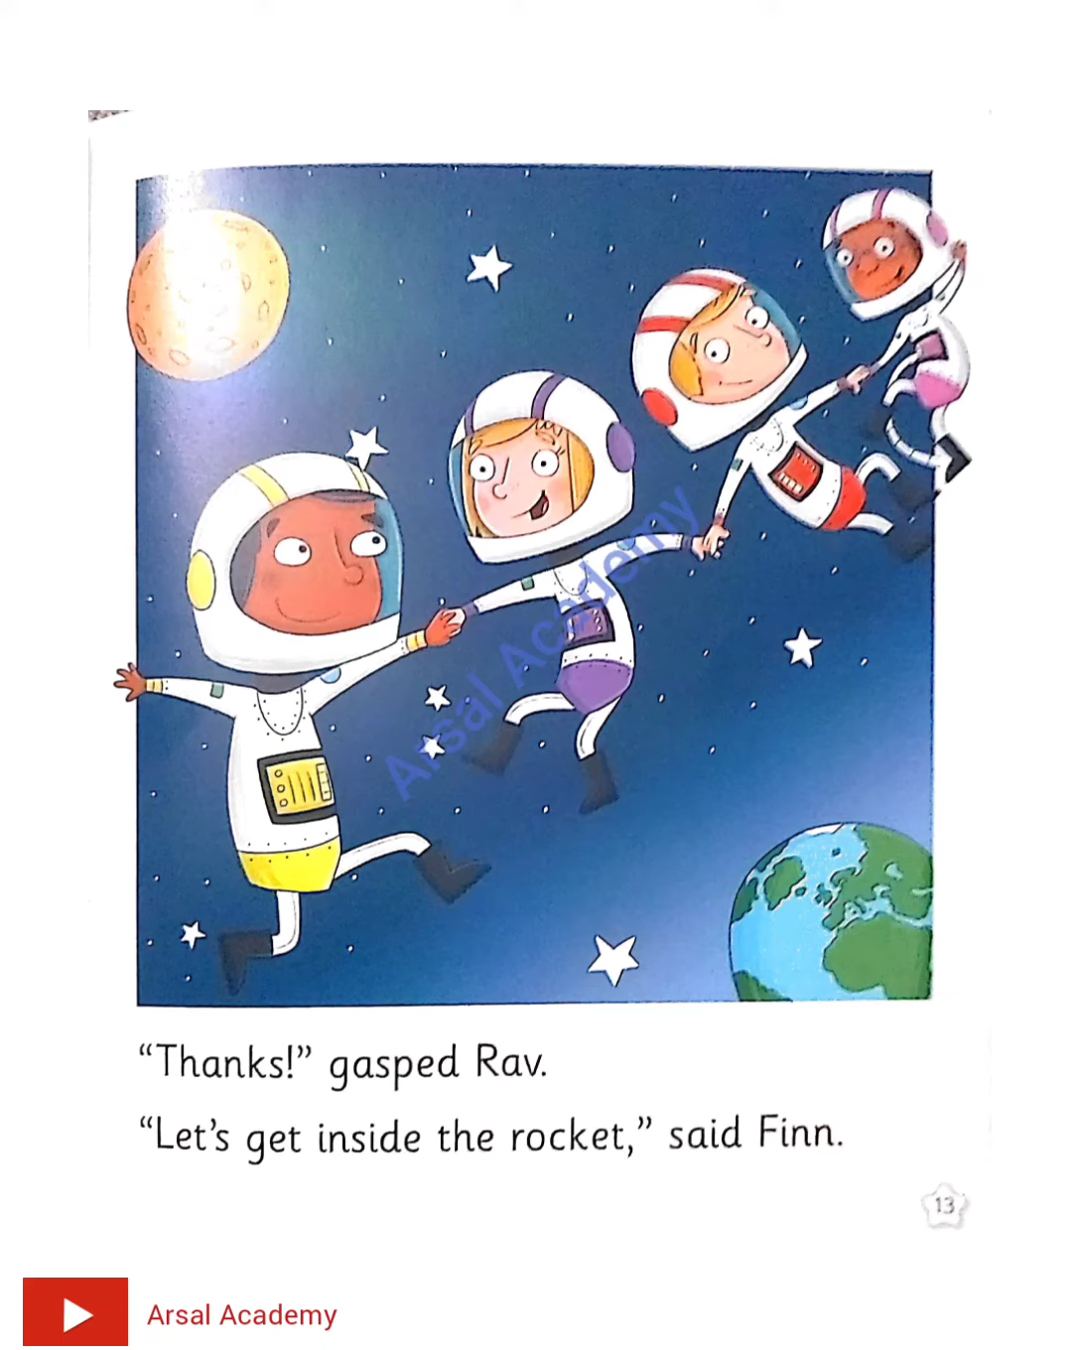 Arsal Academy
“Thanks!” gasped Rav.
“Let’s get inside the rocket,” said Finn.
13
Arsal Academy